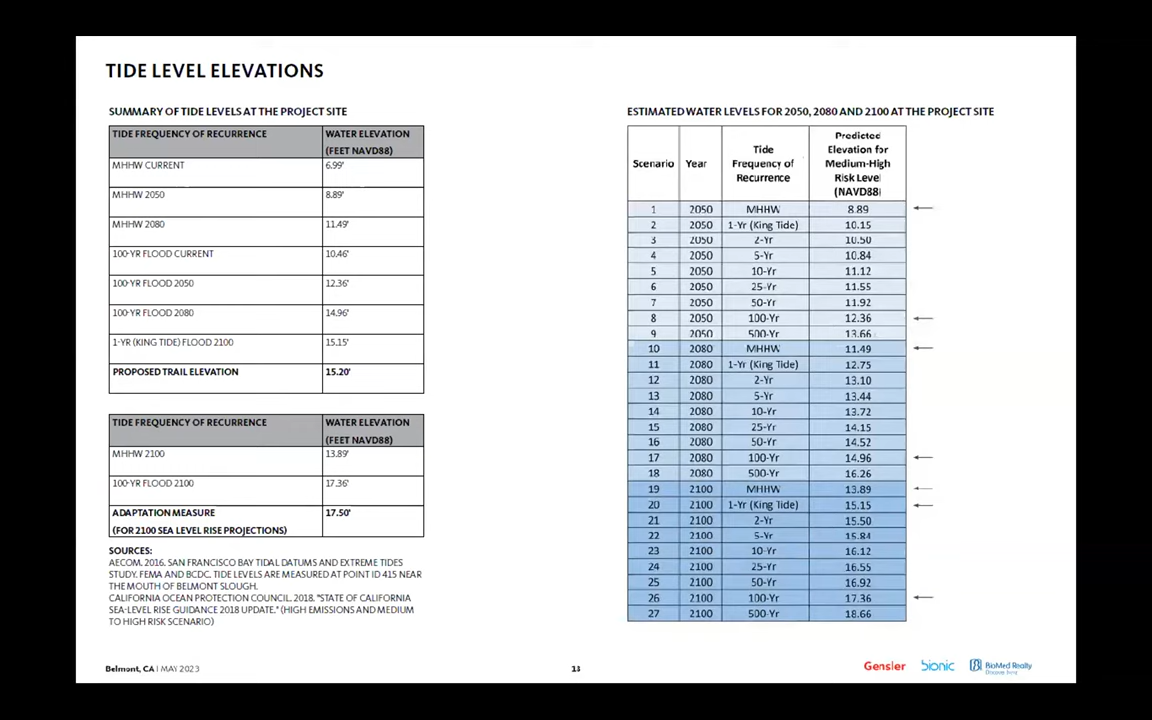 TIDE LEVEL ELEVATIONS
SUMMARY OF TIDE LEVELS AT THE PROJECT SITE
TIDE FREQUENCY OF RECURRENCE WATER ELEVATION
(FEET NAVD88)
MHHW CURRENT 6.99'
MHHW 2050 8.89'
MHHW 2080 11.49'
100-YR FLOOD CURRENT 10.46'
100-YR FLOOD 2050 12.36'
100-YR FLOOD 2080 14.96'
1-YR (KING TIDE) FLOOD 2100 15.15'
PROPOSED TRAIL ELEVATION 15.20'
TIDE FREQUENCY OF RECURRENCE WATER ELEVATION
(FEET NAVD88)
MHHW 2100 13.89'
100-YR FLOOD 2100 17.36'
ADAPTATION MEASURE 17.50'
(FOR 2100 SEA LEVEL RISE PROJECTIONS)
SOURCES:
AECOM. 2016. SAN FRANCISCO BAY TIDAL DATUMS AND EXTREME TIDES
STUDY. FEMA AND BCDC. TIDE LEVELS ARE MEASURED AT POINT ID 415 NEAR
THE MOUTH OF BELMONT SLOUGH.
CALIFORNIA OCEAN PROTECTION COUNCIL. 2018. "STATE OF CALIFORNIA
SEA-LEVEL RISE GUIDANCE 2018 UPDATE." (HIGH EMISSIONS AND MEDIUM
TO HIGH RISK SCENARIO)
ESTIMATED WATER LEVELS FOR 2050, 2080 AND 2100 AT THE PROJECT SITE
Scenario Year Tide Frequency of Recurrence Predicted Elevation for Medium-High Risk Level (NAVD88)
1 2050 MHHW 8.89
2 2050 1-Yr (King Tide) 10.15
3 2050 2-Yr 10.50
4 2050 5-Yr 10.84
5 2050 10-Yr 11.12
6 2050 25-Yr 11.55
7 2050 50-Yr 11.92
8 2050 100-Yr 12.36
9 2050 500-Yr 13.66
10 2080 MHHW 11.49
11 2080 1-Yr (King Tide) 12.75
12 2080 2-Yr 13.10
13 2080 5-Yr 13.44
14 2080 10-Yr 13.72
15 2080 25-Yr 14.15
16 2080 50-Yr 14.52
17 2080 100-Yr 14.96
18 2080 500-Yr 16.26
19 2100 MHHW 13.89
20 2100 1-Yr (King Tide) 15.15
21 2100 2-Yr 15.50
22 2100 5-Yr 15.84
23 2100 10-Yr 16.12
24 2100 25-Yr 16.55
25 2100 50-Yr 16.92
26 2100 100-Yr 17.36
27 2100 500-Yr 18.66
Belmont, CA | MAY 2023
13
Gensler bionic BioMed Realty
Discover Here